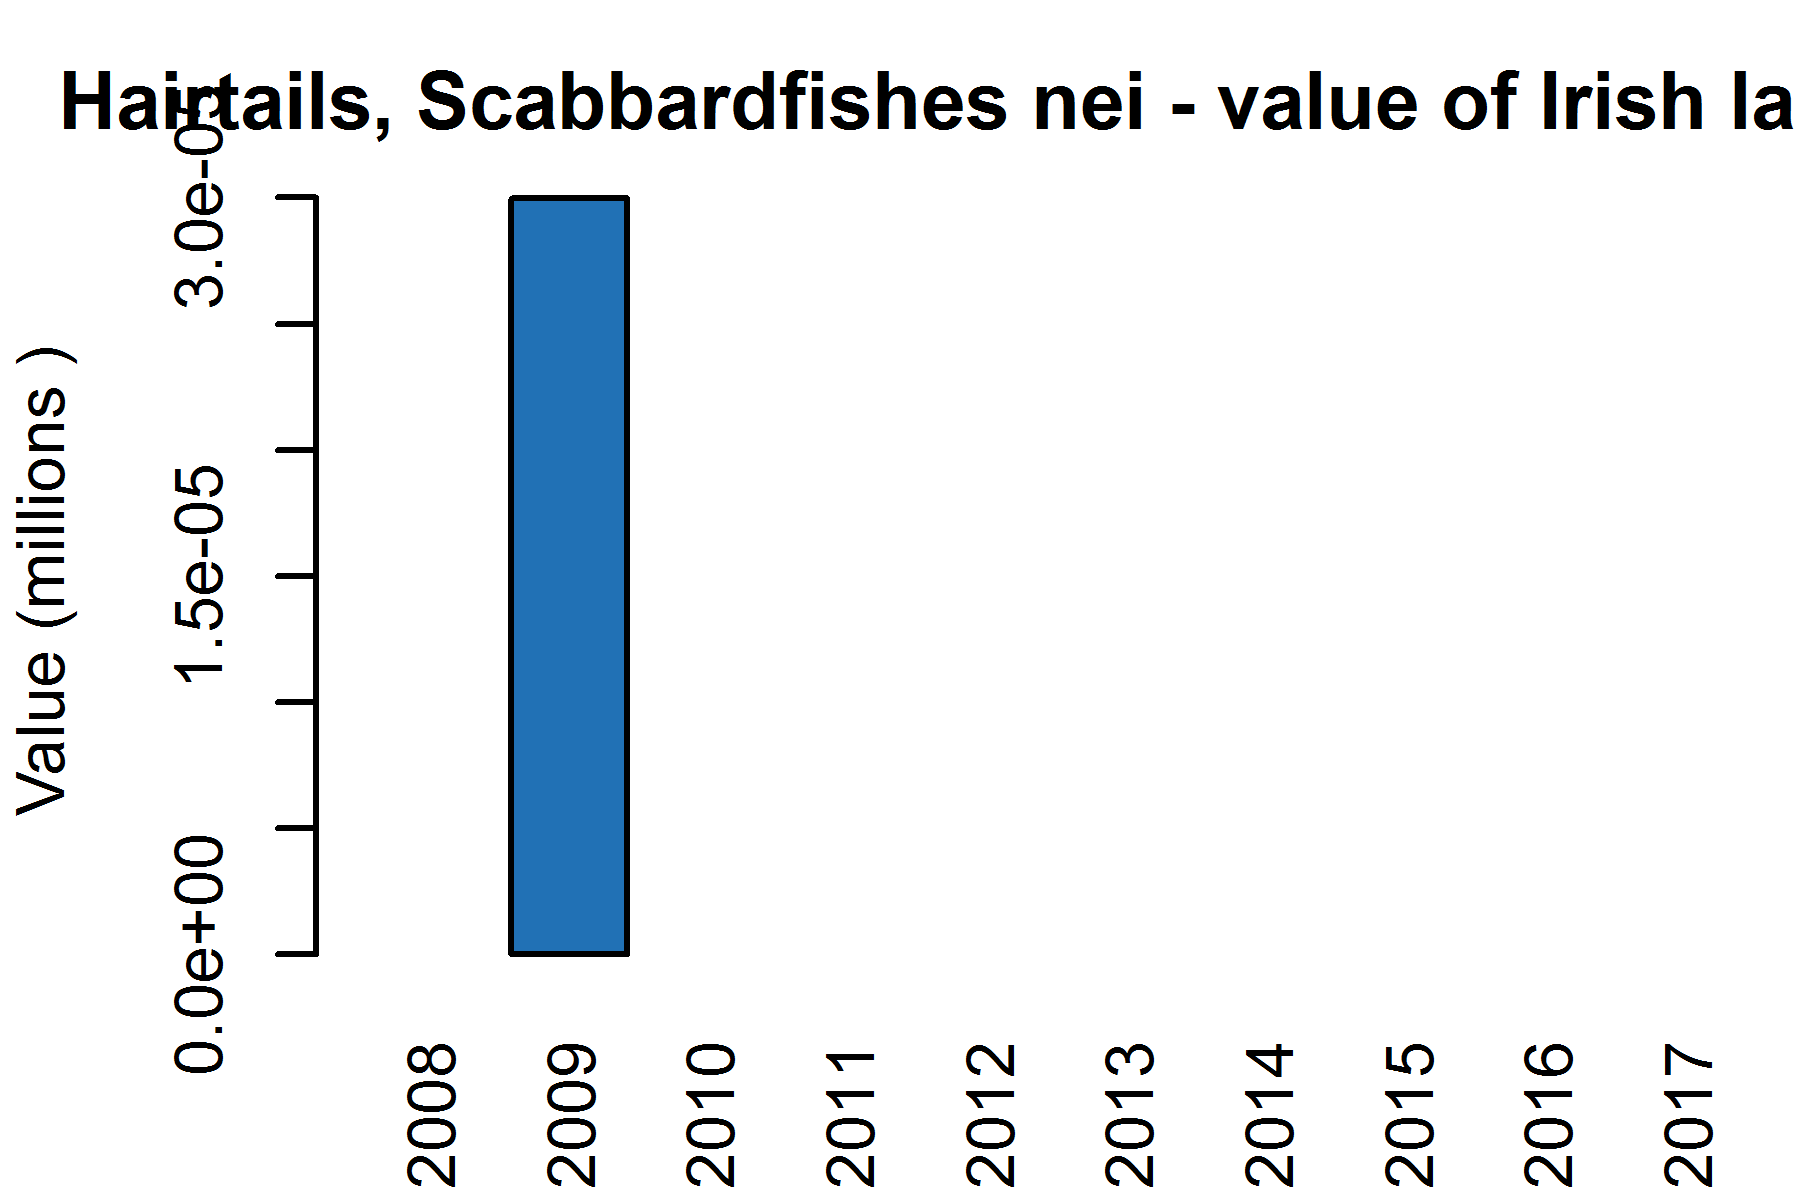 Hairtails, Scabbardfishes nei - value of Irish la
Value (millions )
3.0e-05
1.5e-05
0.0e+00
2008
2009
2010
2011
2012
2013
2014
2015
2016
2017